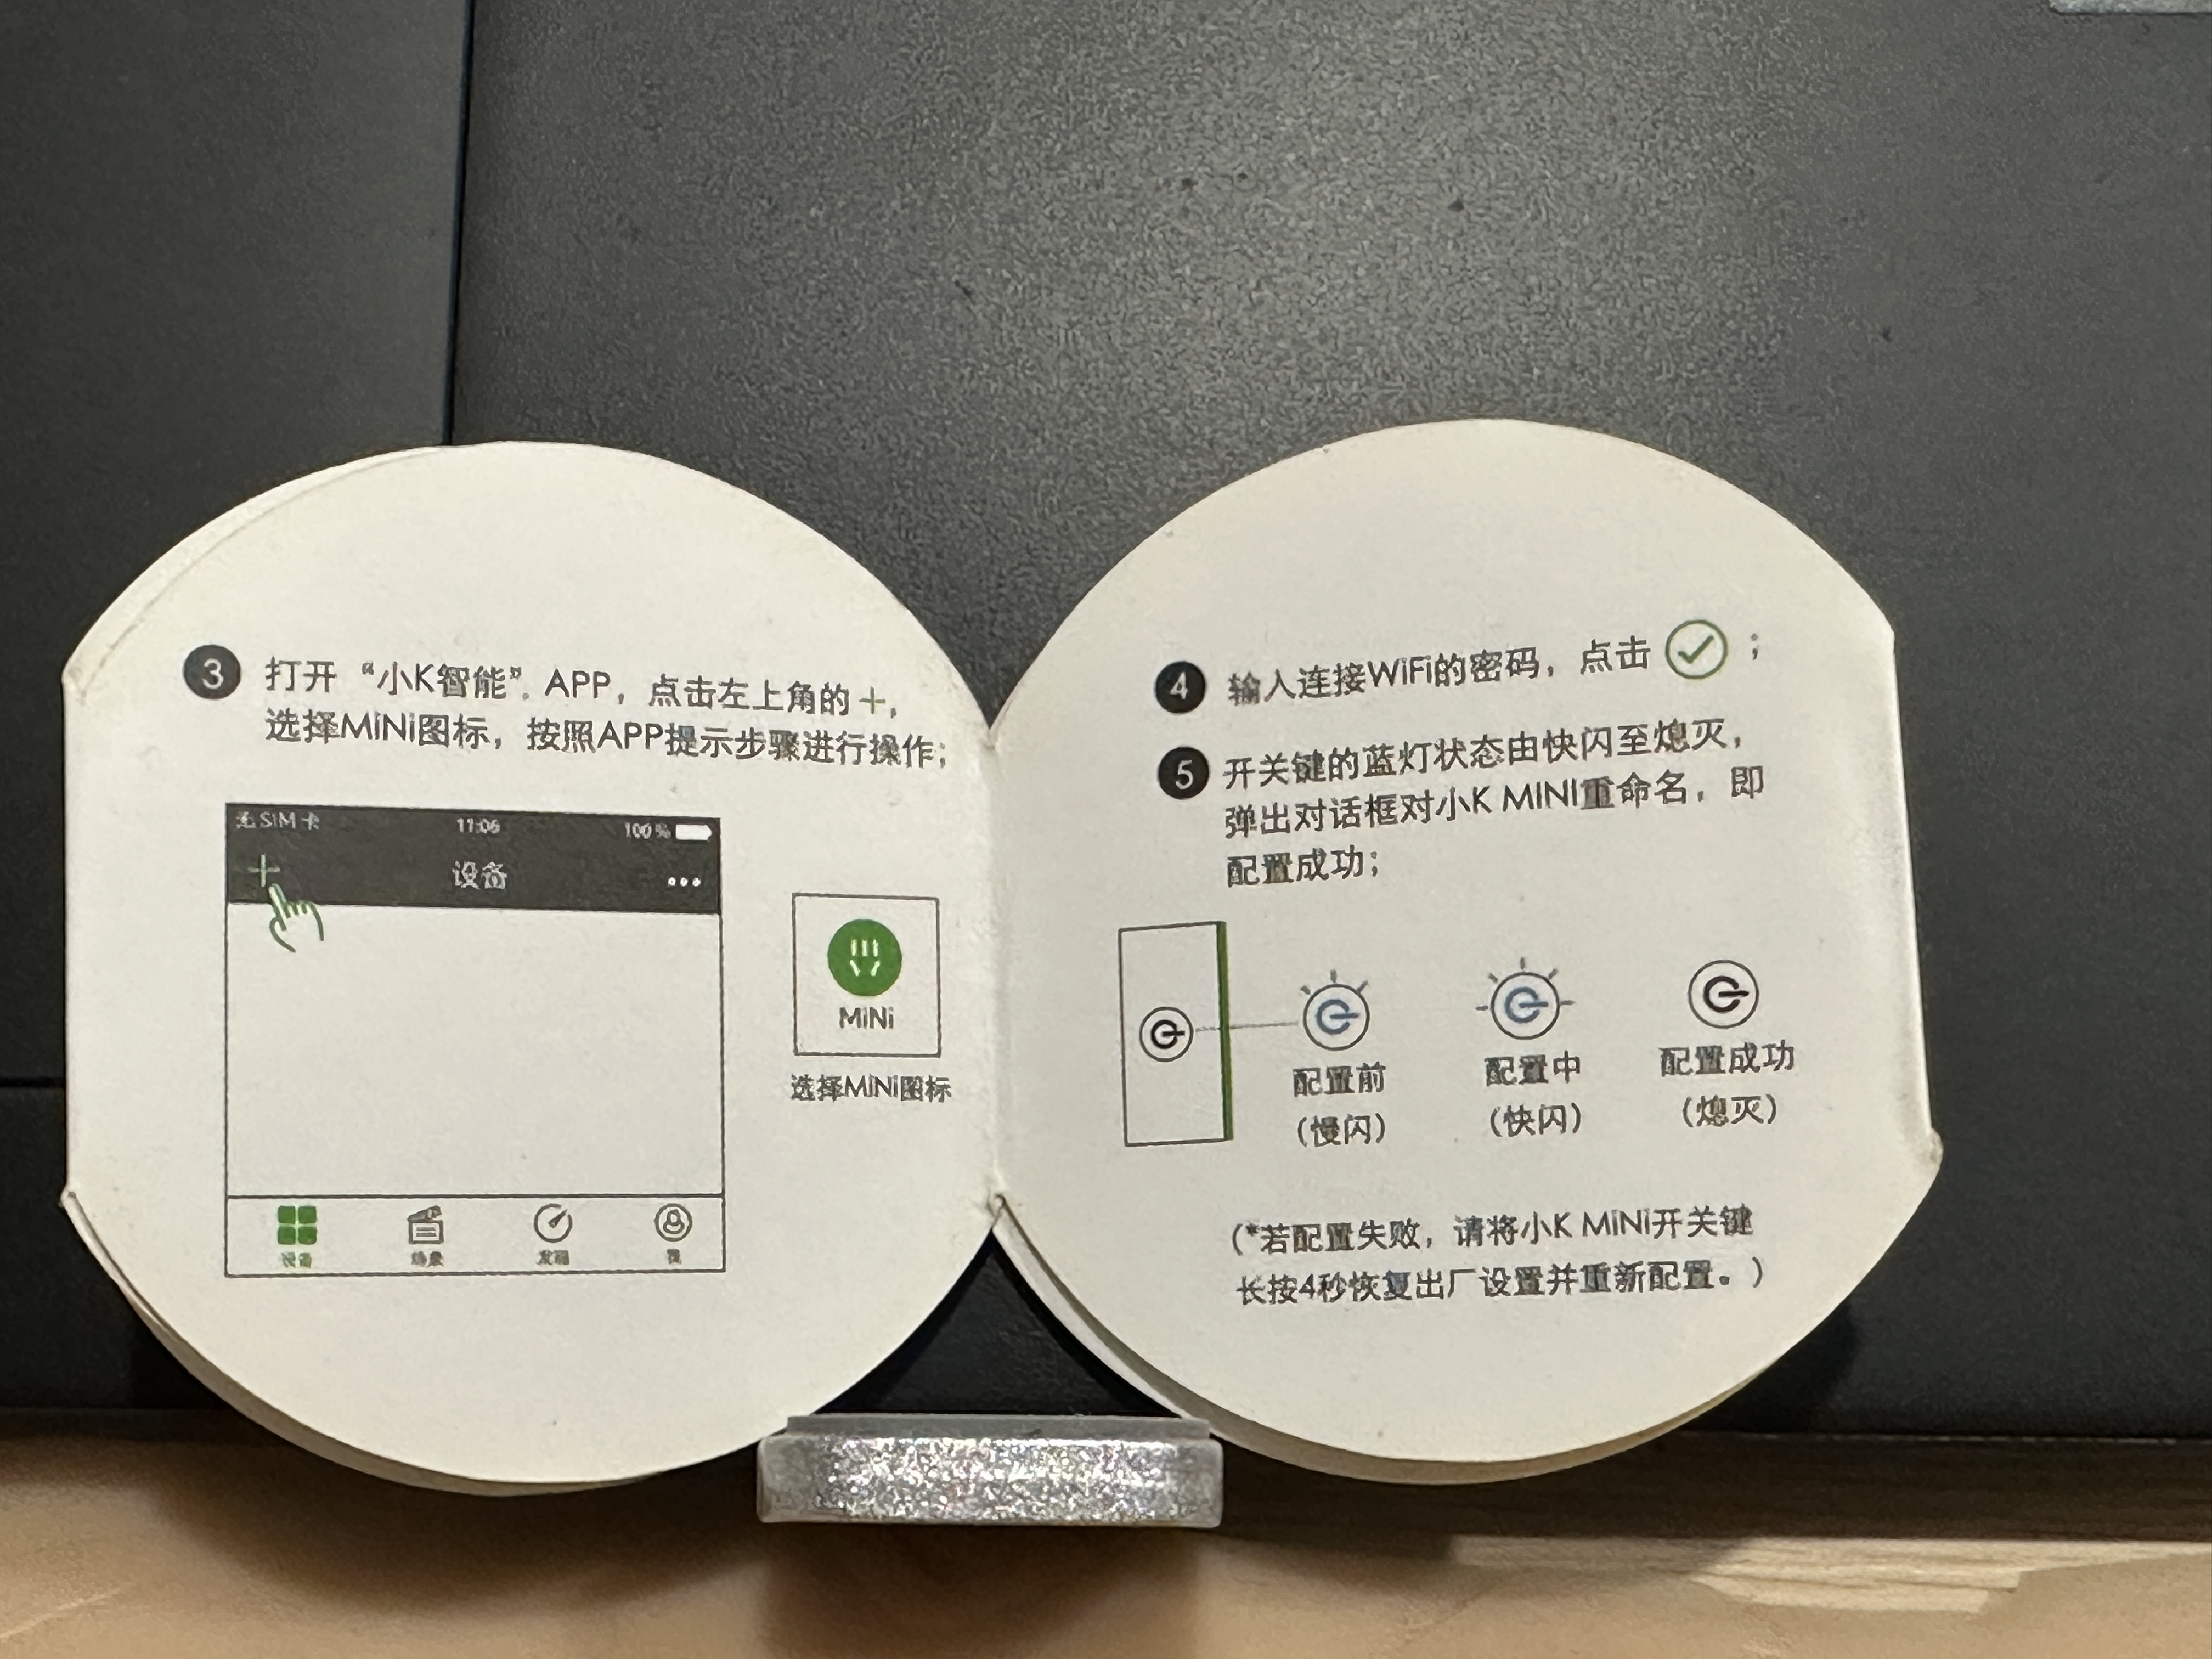 3 打开“小K智能”. APP，点击左上角的＋，
选择MiNi图标，按照APP提示步骤进行操作；
无 SIM 卡 11:06 100 %
＋ 设备 •••
MiNi
选择MINI图标
设备 场景 发现 我
4 输入连接WiFi的密码，点击 ✓ ；
5 开关键的蓝灯状态由快闪至熄灭，
弹出对话框对小K MINI重命名，即
配置成功；
配置前 配置中 配置成功
（慢闪） （快闪） （熄灭）
（*若配置失败，请将小K MiNi开关键
长按4秒恢复出厂设置并重新配置。）